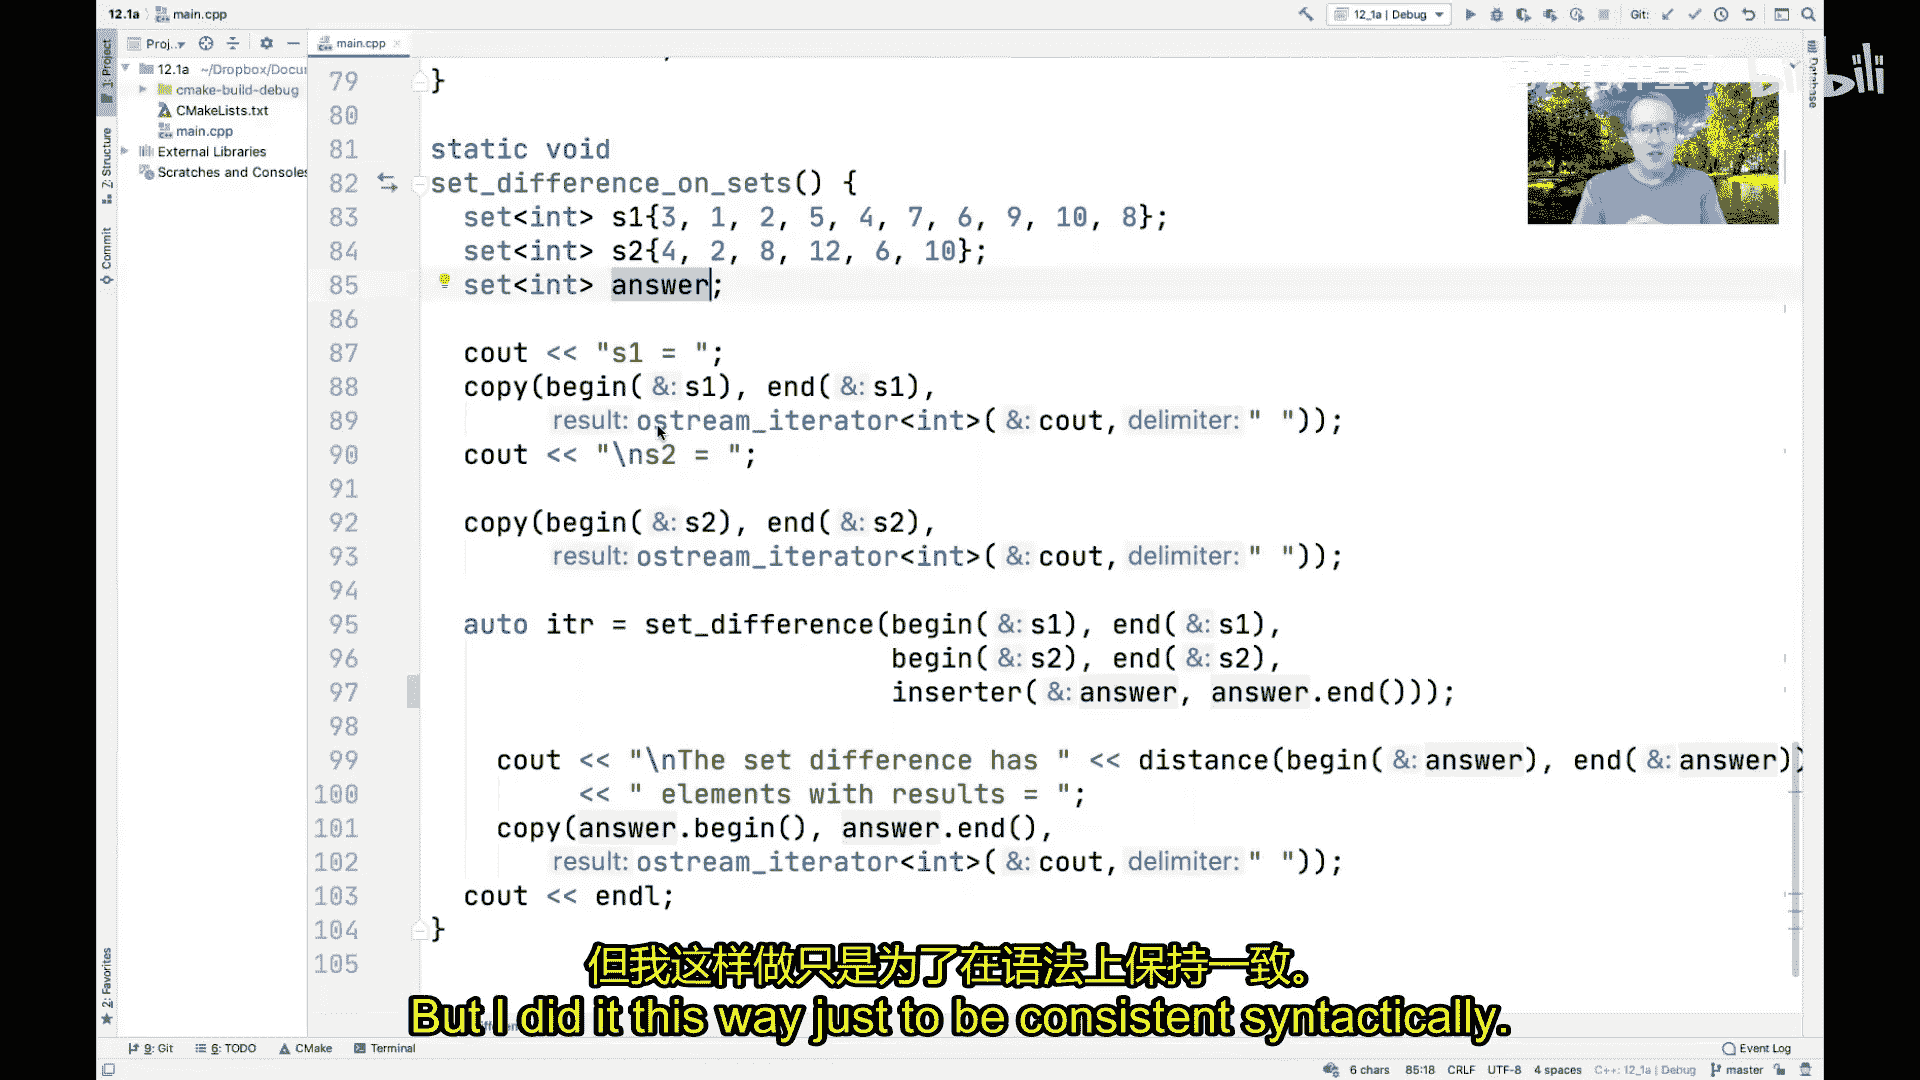 12.1a main.cpp 12_1a | Debug Git:
Proj.. main.cpp
1: Project
Z: Structure
Commit
2: Favorites
12.1a ~/Dropbox/Docu
cmake-build-debug
CMakeLists.txt
main.cpp
External Libraries
Scratches and Consoles
Database
bilibili
79 }
80
81 static void
82 set_difference_on_sets() {
83 set<int> s1{3, 1, 2, 5, 4, 7, 6, 9, 10, 8};
84 set<int> s2{4, 2, 8, 12, 6, 10};
85 set<int> answer;
86
87 cout << "s1 = ";
88 copy(begin( &: s1), end( &: s1),
89 result: ostream_iterator<int>( &: cout, delimiter: " "));
90 cout << "\ns2 = ";
91
92 copy(begin( &: s2), end( &: s2),
93 result: ostream_iterator<int>( &: cout, delimiter: " "));
94
95 auto itr = set_difference(begin( &: s1), end( &: s1),
96 begin( &: s2), end( &: s2),
97 inserter( &: answer, answer.end()));
98
99 cout << "\nThe set difference has " << distance(begin( &: answer), end( &: answer))
100 << " elements with results = ";
101 copy(answer.begin(), answer.end(),
102 result: ostream_iterator<int>( &: cout, delimiter: " "));
103 cout << endl;
104 }
105
但我这样做只是为了在语法上保持一致。
But I did it this way just to be consistent syntactically.
9: Git 6: TODO CMake Terminal Event Log
6 chars 85:18 CRLF UTF-8 4 spaces C++: 12_1a | Debug master